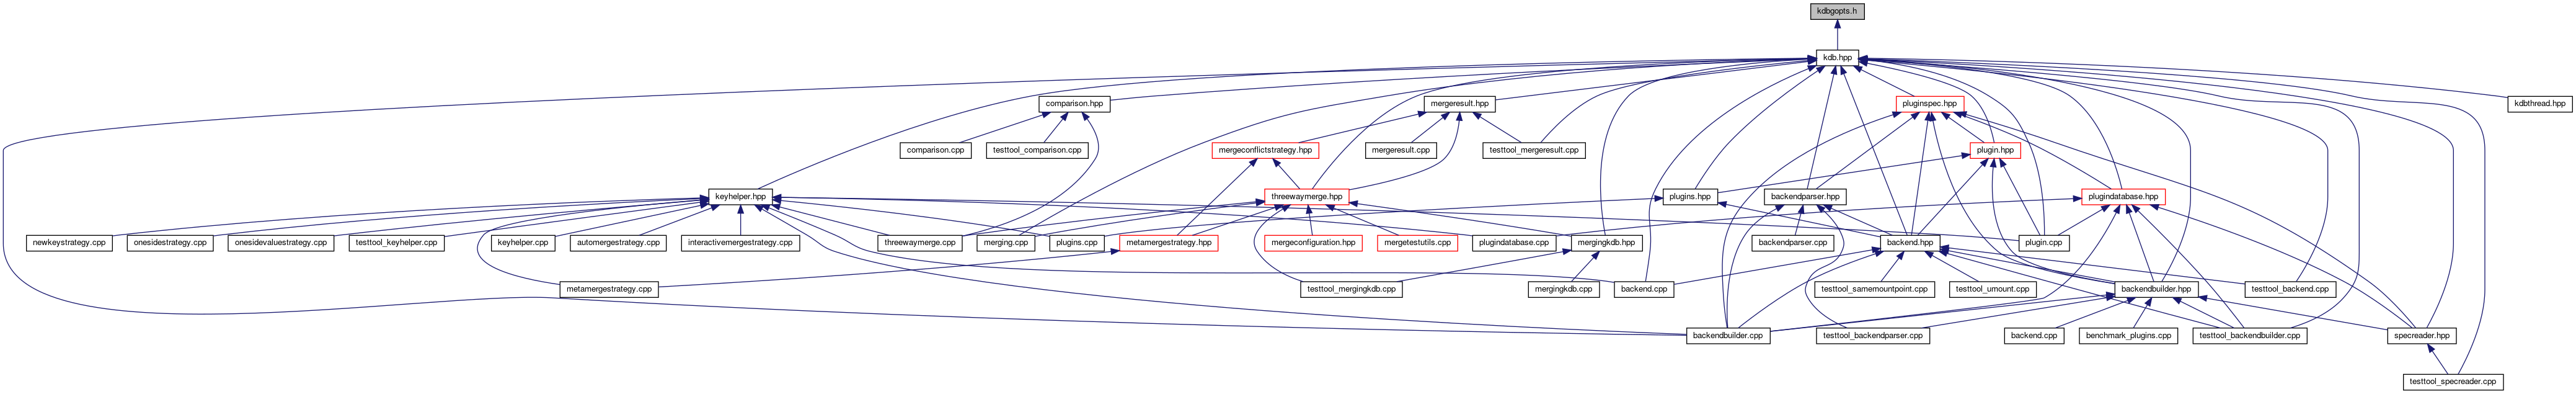 kdbgopts.h
kdb.hpp
comparison.hpp
mergeresult.hpp
pluginspec.hpp
kdbthread.hpp
comparison.cpp
testtool_comparison.cpp
mergeconflictstrategy.hpp
mergeresult.cpp
testtool_mergeresult.cpp
plugin.hpp
keyhelper.hpp
threewaymerge.hpp
plugins.hpp
backendparser.hpp
plugindatabase.hpp
newkeystrategy.cpp
onesidestrategy.cpp
onesidevaluestrategy.cpp
testtool_keyhelper.cpp
keyhelper.cpp
automergestrategy.cpp
interactivemergestrategy.cpp
threewaymerge.cpp
merging.cpp
plugins.cpp
metamergestrategy.hpp
mergeconfiguration.hpp
mergetestutils.cpp
plugindatabase.cpp
mergingkdb.hpp
backendparser.cpp
backend.hpp
plugin.cpp
metamergestrategy.cpp
testtool_mergingkdb.cpp
mergingkdb.cpp
backend.cpp
testtool_samemountpoint.cpp
testtool_umount.cpp
backendbuilder.hpp
testtool_backend.cpp
backendbuilder.cpp
testtool_backendparser.cpp
backend.cpp
benchmark_plugins.cpp
testtool_backendbuilder.cpp
specreader.hpp
testtool_specreader.cpp